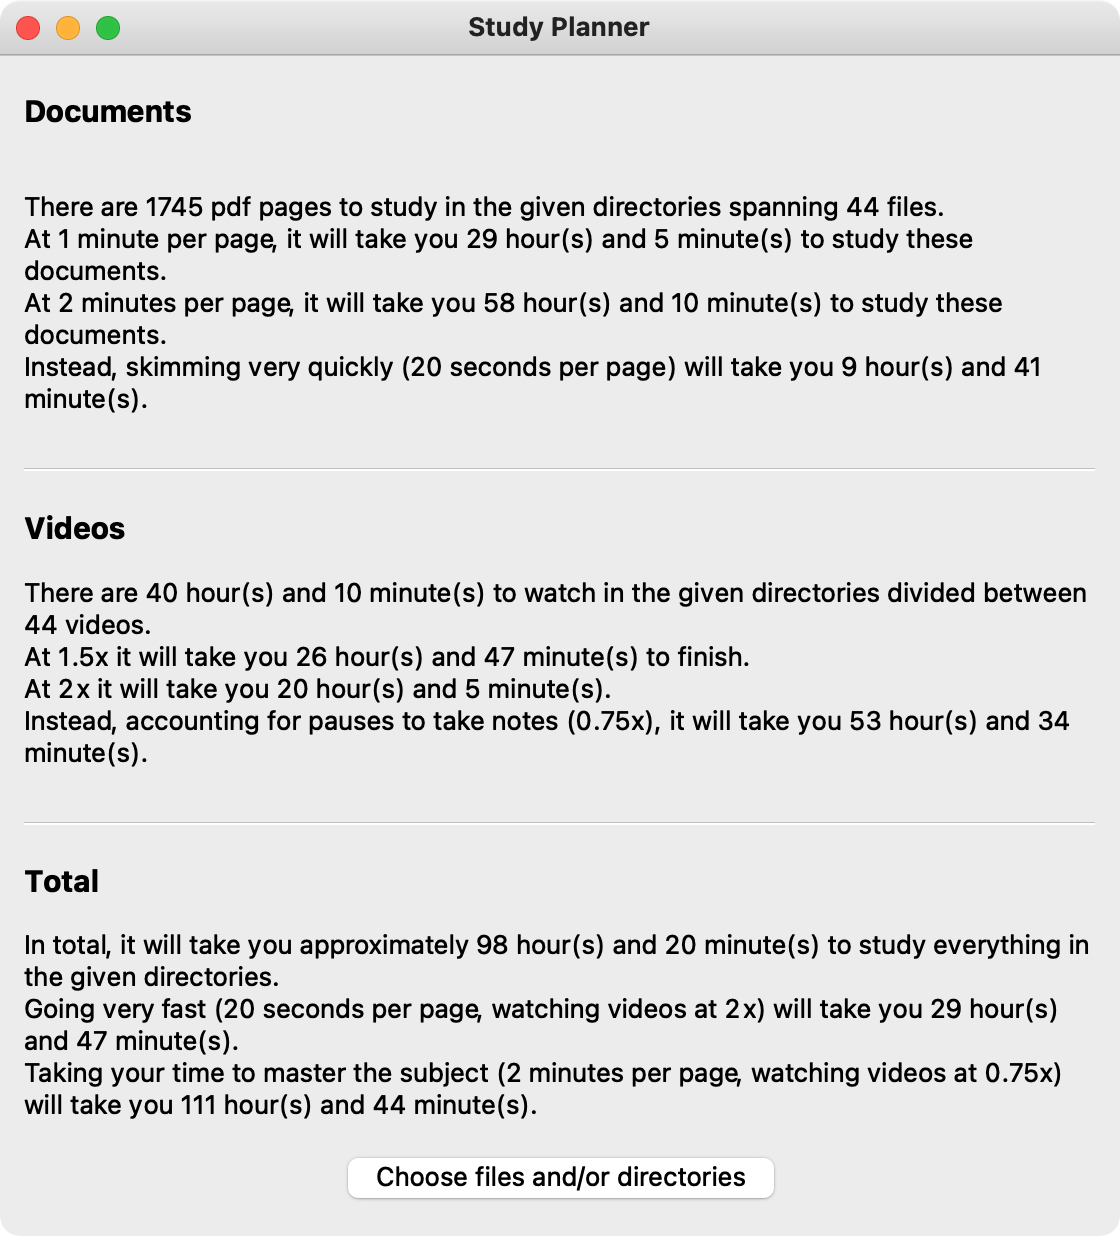 Study Planner
Documents
There are 1745 pdf pages to study in the given directories spanning 44 files.
At 1 minute per page, it will take you 29 hour(s) and 5 minute(s) to study these
documents.
At 2 minutes per page, it will take you 58 hour(s) and 10 minute(s) to study these
documents.
Instead, skimming very quickly (20 seconds per page) will take you 9 hour(s) and 41
minute(s).
Videos
There are 40 hour(s) and 10 minute(s) to watch in the given directories divided between
44 videos.
At 1.5x it will take you 26 hour(s) and 47 minute(s) to finish.
At 2x it will take you 20 hour(s) and 5 minute(s).
Instead, accounting for pauses to take notes (0.75x), it will take you 53 hour(s) and 34
minute(s).
Total
In total, it will take you approximately 98 hour(s) and 20 minute(s) to study everything in
the given directories.
Going very fast (20 seconds per page, watching videos at 2x) will take you 29 hour(s)
and 47 minute(s).
Taking your time to master the subject (2 minutes per page, watching videos at 0.75x)
will take you 111 hour(s) and 44 minute(s).
Choose files and/or directories